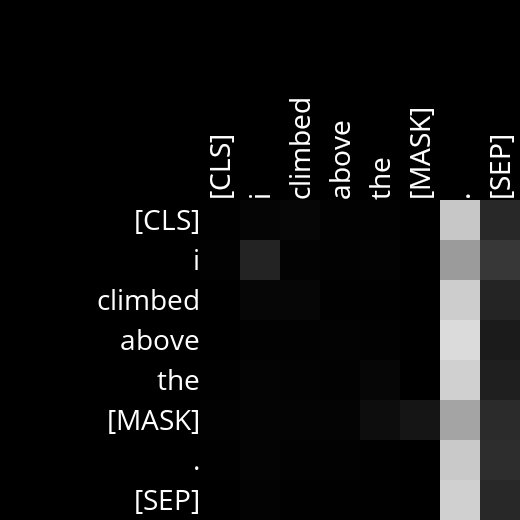 [CLS] i climbed above the [MASK] . [SEP]
[CLS]
i
climbed
above
the
[MASK]
.
[SEP]